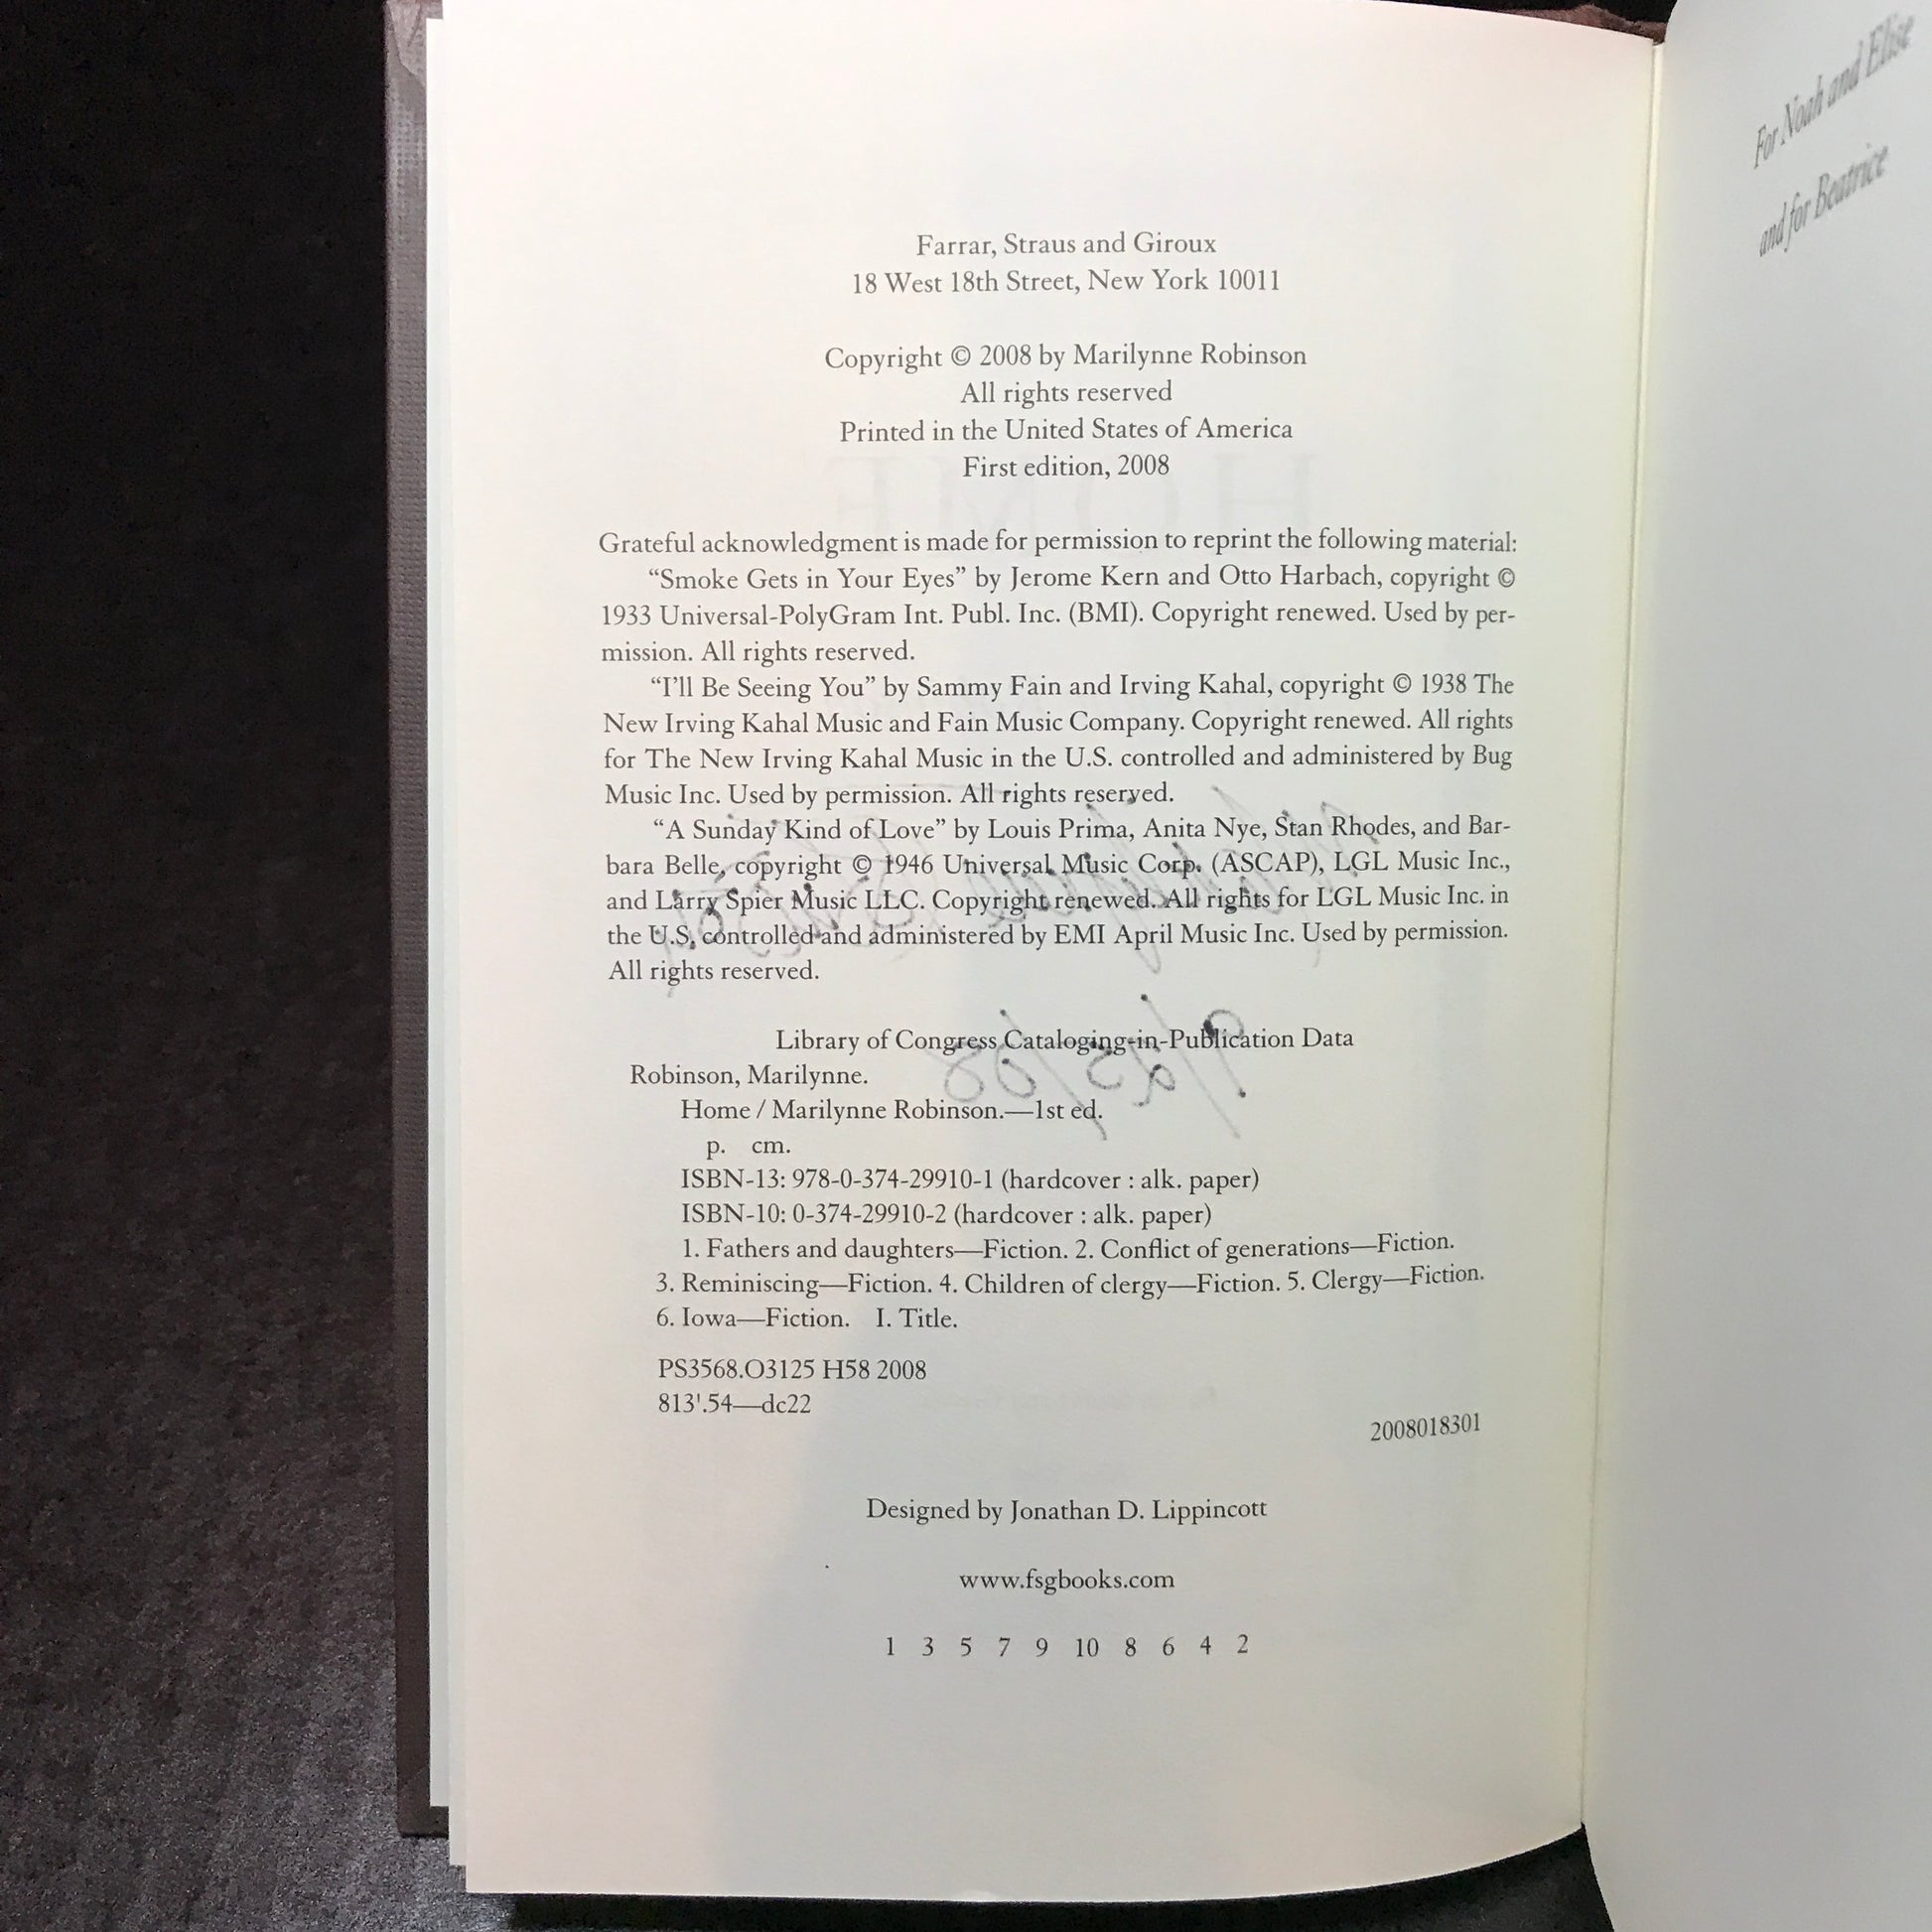 Farrar, Straus and Giroux
18 West 18th Street, New York 10011
Copyright © 2008 by Marilynne Robinson
All rights reserved
Printed in the United States of America
First edition, 2008
Grateful acknowledgment is made for permission to reprint the following material:
“Smoke Gets in Your Eyes” by Jerome Kern and Otto Harbach, copyright ©
1933 Universal-PolyGram Int. Publ. Inc. (BMI). Copyright renewed. Used by per-
mission. All rights reserved.
“I’ll Be Seeing You” by Sammy Fain and Irving Kahal, copyright © 1938 The
New Irving Kahal Music and Fain Music Company. Copyright renewed. All rights
for The New Irving Kahal Music in the U.S. controlled and administered by Bug
Music Inc. Used by permission. All rights reserved.
“A Sunday Kind of Love” by Louis Prima, Anita Nye, Stan Rhodes, and Bar-
bara Belle, copyright © 1946 Universal Music Corp. (ASCAP), LGL Music Inc.,
and Larry Spier Music LLC. Copyright renewed. All rights for LGL Music Inc. in
the U.S. controlled and administered by EMI April Music Inc. Used by permission.
All rights reserved.
Library of Congress Cataloging-in-Publication Data
Robinson, Marilynne.
Home / Marilynne Robinson.—1st ed.
p. cm.
ISBN-13: 978-0-374-29910-1 (hardcover : alk. paper)
ISBN-10: 0-374-29910-2 (hardcover : alk. paper)
1. Fathers and daughters—Fiction. 2. Conflict of generations—Fiction.
3. Reminiscing—Fiction. 4. Children of clergy—Fiction. 5. Clergy—Fiction.
6. Iowa—Fiction. I. Title.
PS3568.O3125 H58 2008
813'.54—dc22
2008018301
Designed by Jonathan D. Lippincott
www.fsgbooks.com
1 3 5 7 9 10 8 6 4 2
For Noah and Elise
and for Beatrice
HOME
9/25/08